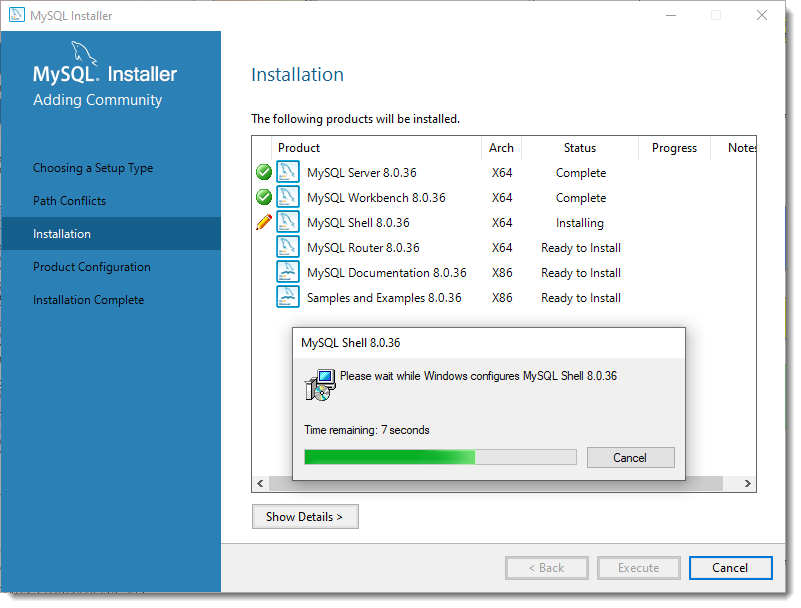 MySQL Installer
MySQL. Installer
Adding Community
Choosing a Setup Type
Path Conflicts
Installation
Product Configuration
Installation Complete
Installation
The following products will be installed.
Product Arch Status Progress Notes
MySQL Server 8.0.36 X64 Complete
MySQL Workbench 8.0.36 X64 Complete
MySQL Shell 8.0.36 X64 Installing
MySQL Router 8.0.36 X64 Ready to Install
MySQL Documentation 8.0.36 X86 Ready to Install
Samples and Examples 8.0.36 X86 Ready to Install
MySQL Shell 8.0.36
Please wait while Windows configures MySQL Shell 8.0.36
Time remaining: 7 seconds
Cancel
Show Details >
< Back Execute Cancel